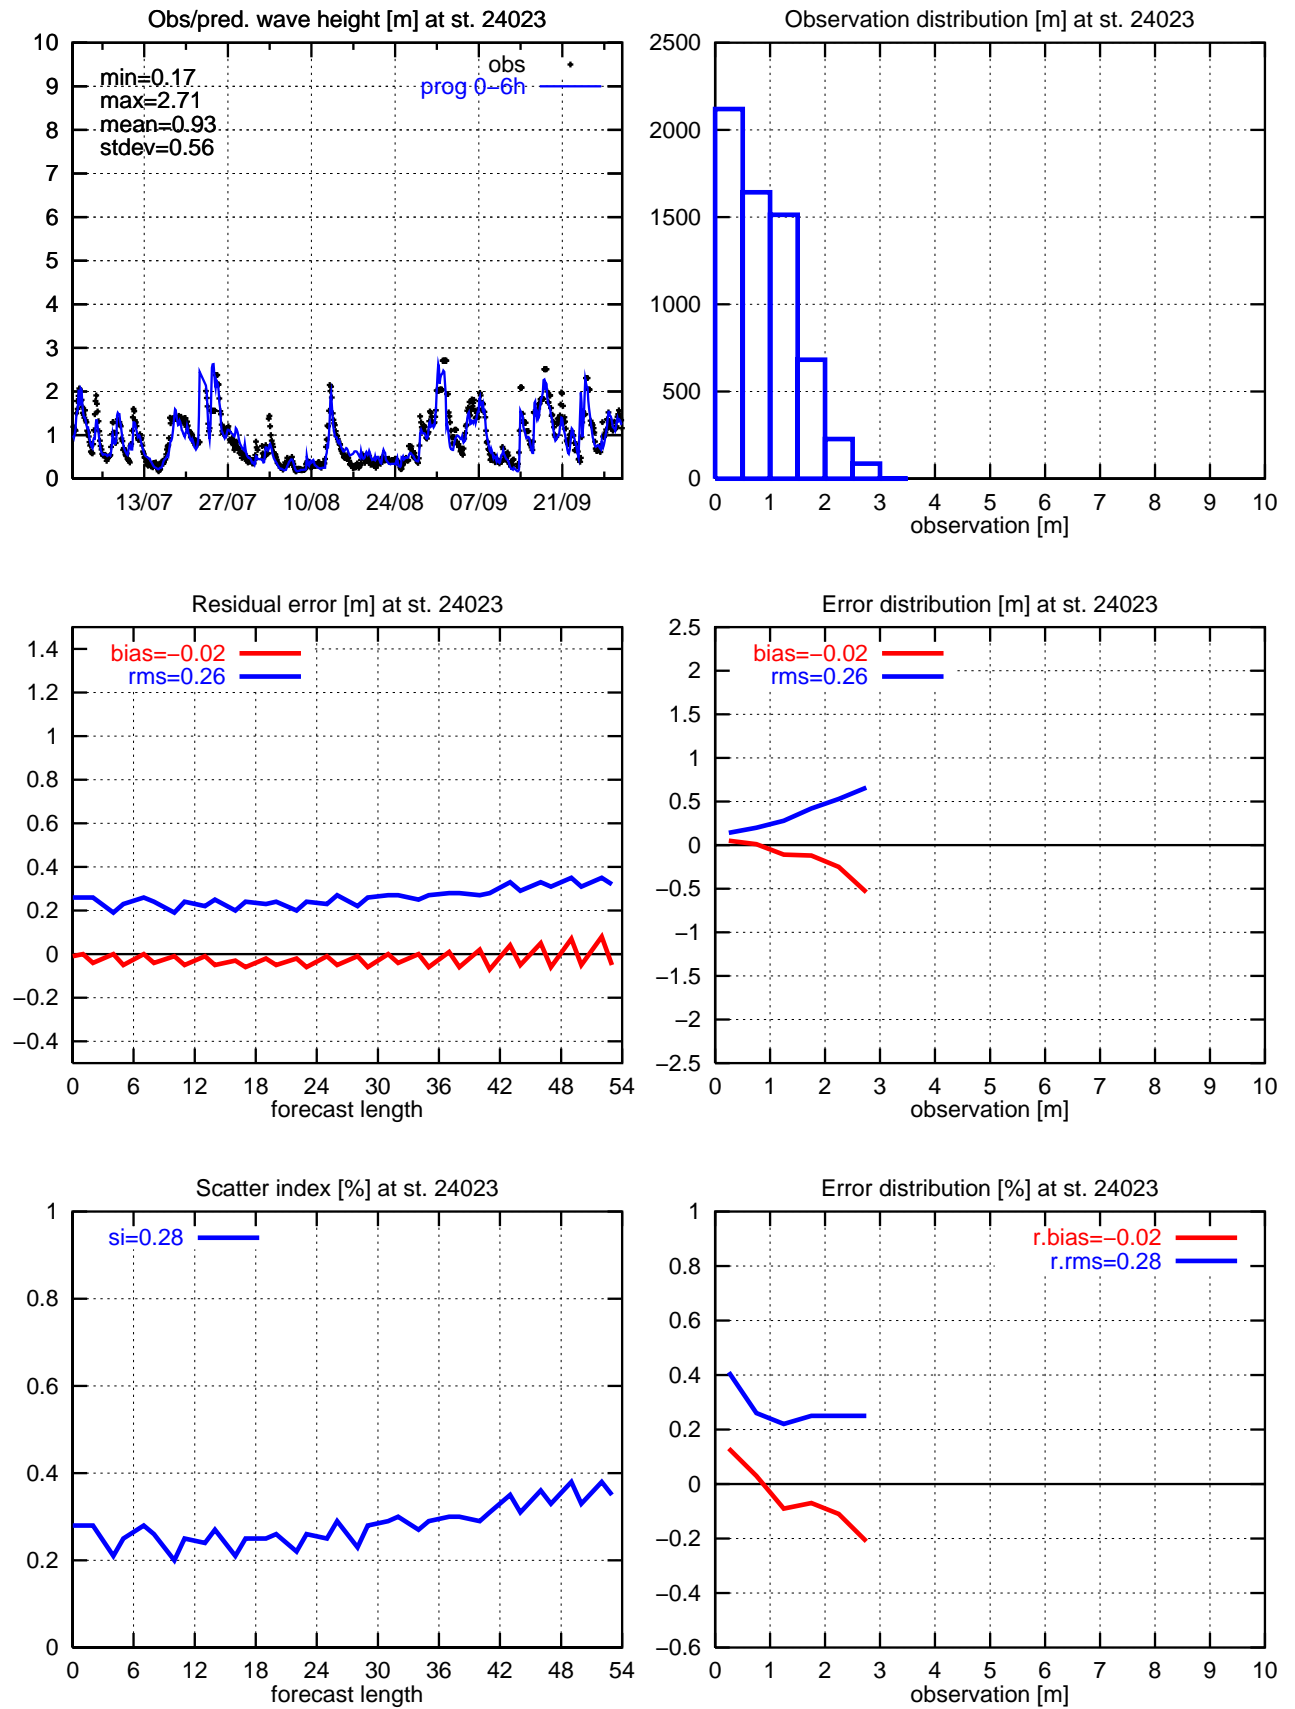 Obs/pred. wave height [m] at st. 24023
10
9
8
7
6
5
4
3
2
1
0
min=0.17
max=2.71
mean=0.93
stdev=0.56
obs
prog 0−6h
13/07 27/07 10/08 24/08 07/09 21/09
Observation distribution [m] at st. 24023
2500
2000
1500
1000
500
0
0 1 2 3 4 5 6 7 8 9 10
observation [m]
Residual error [m] at st. 24023
bias=−0.02
rms=0.26
1.4
1.2
1
0.8
0.6
0.4
0.2
0
−0.2
−0.4
0 6 12 18 24 30 36 42 48 54
forecast length
Error distribution [m] at st. 24023
bias=−0.02
rms=0.26
2.5
2
1.5
1
0.5
0
−0.5
−1
−1.5
−2
−2.5
0 1 2 3 4 5 6 7 8 9 10
observation [m]
Scatter index [%] at st. 24023
si=0.28
1
0.8
0.6
0.4
0.2
0
0 6 12 18 24 30 36 42 48 54
forecast length
Error distribution [%] at st. 24023
r.bias=−0.02
r.rms=0.28
1
0.8
0.6
0.4
0.2
0
−0.2
−0.4
−0.6
0 1 2 3 4 5 6 7 8 9 10
observation [m]